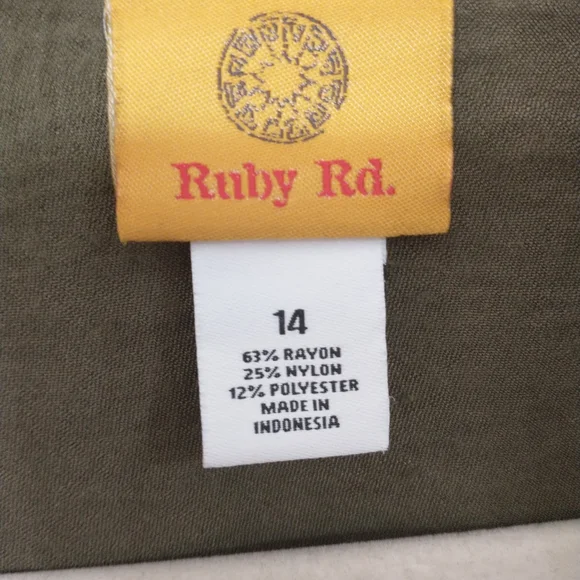 Ruby Rd.
14
63% RAYON
25% NYLON
12% POLYESTER
MADE IN
INDONESIA